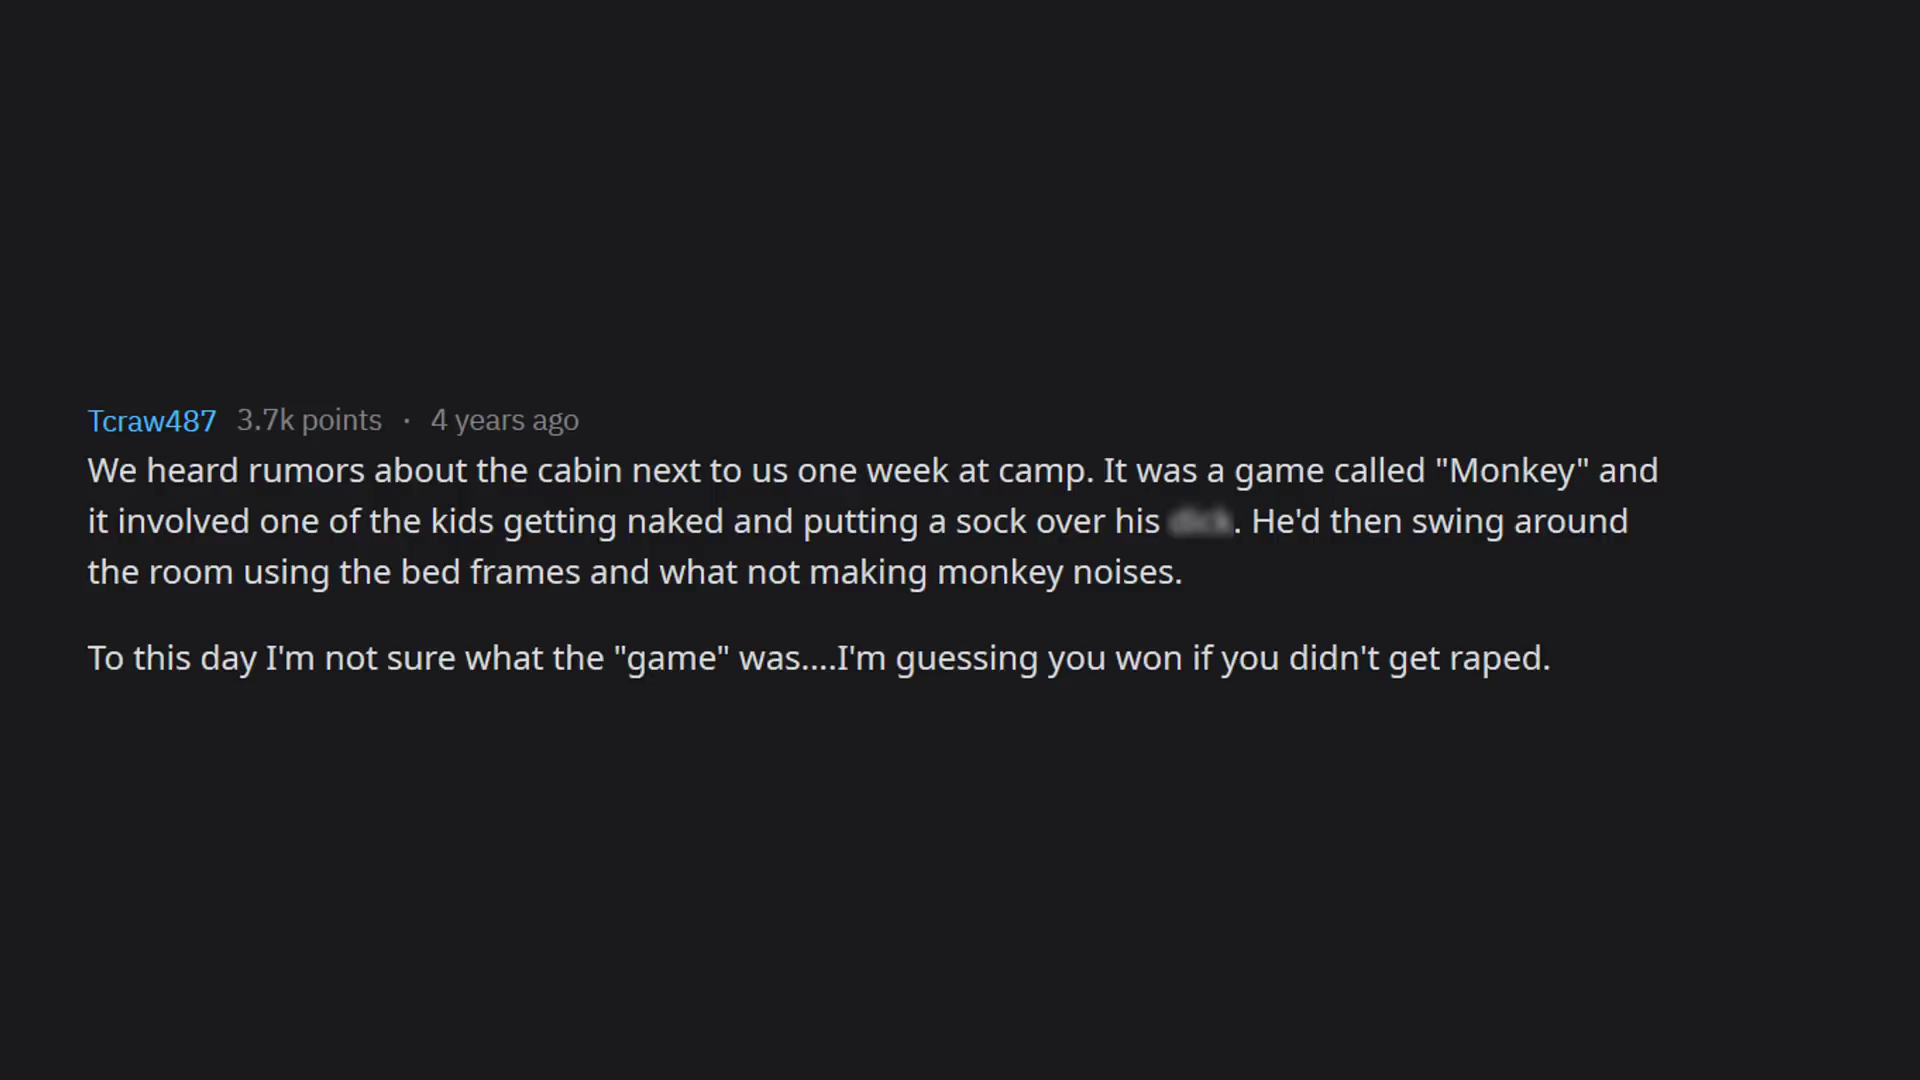 Tcraw487 3.7k points · 4 years ago
We heard rumors about the cabin next to us one week at camp. It was a game called "Monkey" and
it involved one of the kids getting naked and putting a sock over his . He'd then swing around
the room using the bed frames and what not making monkey noises.
To this day I'm not sure what the "game" was....I'm guessing you won if you didn't get raped.